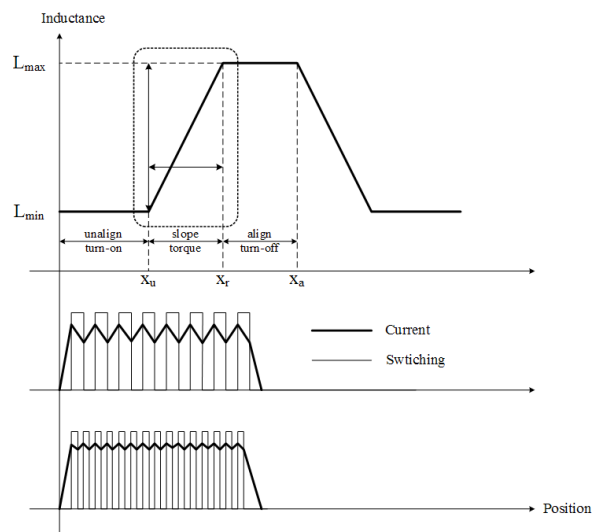 Inductance
Lmax
Lmin
unalign slope align
turn-on torque turn-off
xu xr xa
Current
Swtiching
Position